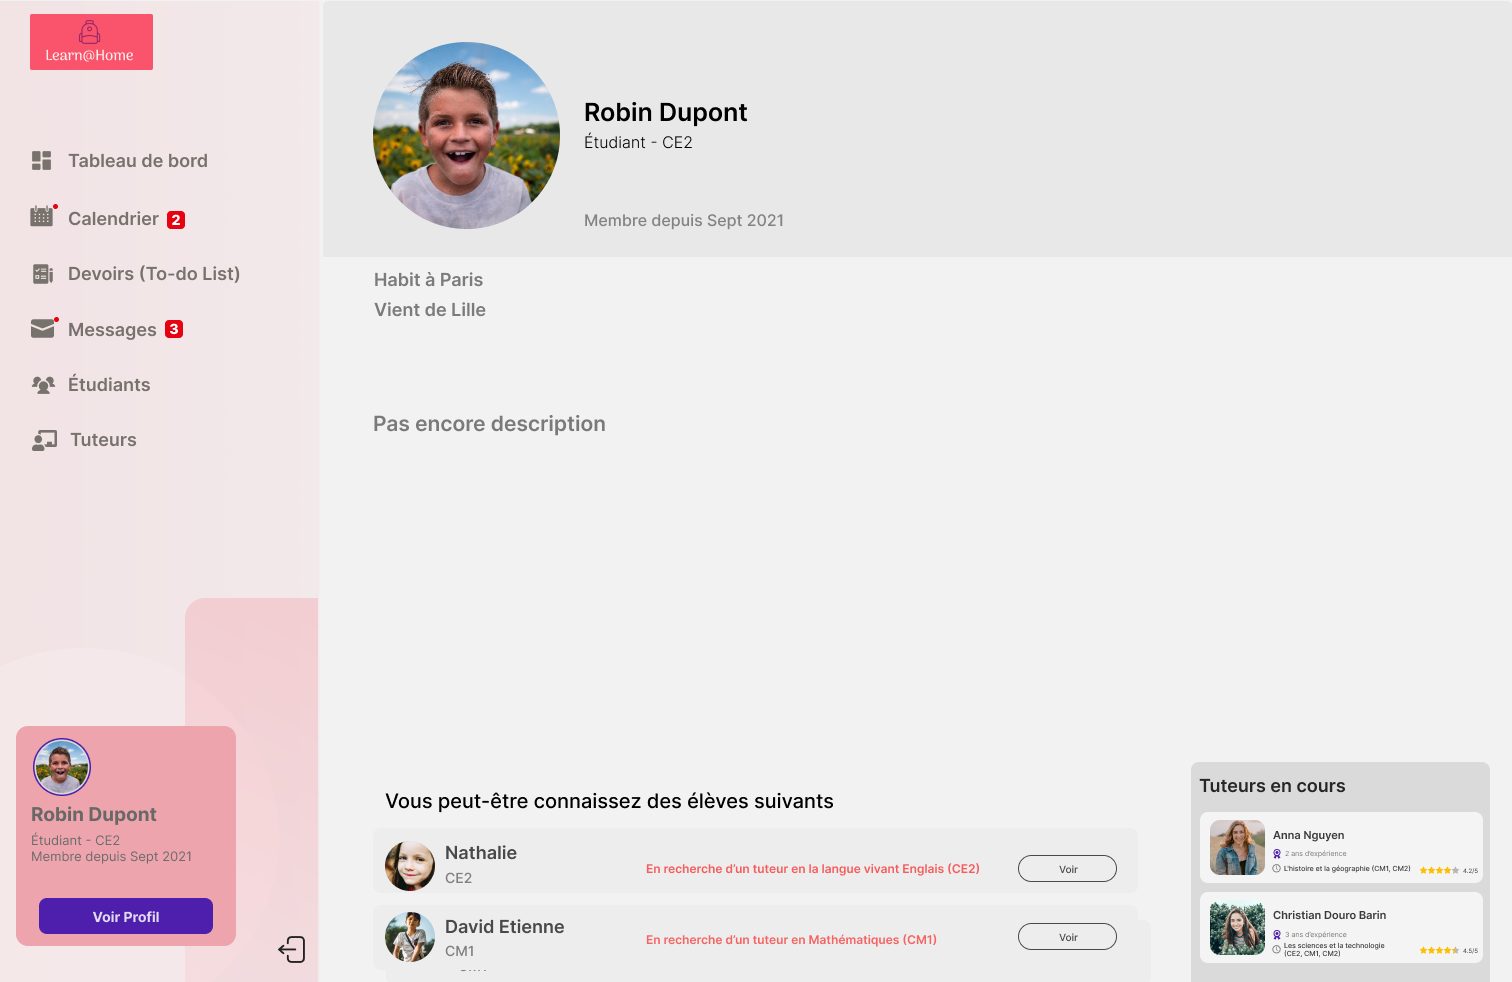 Learn@Home
Tableau de bord
Calendrier 2
Devoirs (To-do List)
Messages 3
Étudiants
Tuteurs
Robin Dupont
Étudiant - CE2
Membre depuis Sept 2021
Voir Profil
Robin Dupont
Étudiant - CE2
Membre depuis Sept 2021
Habit à Paris
Vient de Lille
Pas encore description
Vous peut-être connaissez des élèves suivants
Nathalie
CE2
En recherche d'un tuteur en la langue vivant Englais (CE2)
Voir
David Etienne
CM1
En recherche d'un tuteur en Mathématiques (CM1)
Voir
Tuteurs en cours
Anna Nguyen
2 ans d'expérience
L'histoire et la géographie (CM1, CM2)
4.2/5
Christian Douro Barin
3 ans d'expérience
Les sciences et la technologie
(CE2, CM1, CM2)
4.5/5